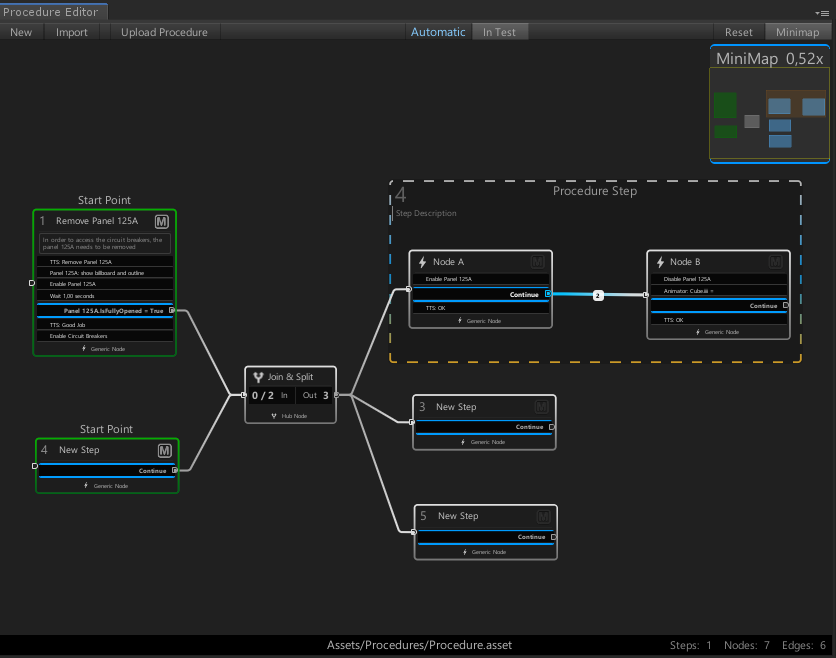 Procedure Editor
New Import Upload Procedure Automatic In Test Reset Minimap
MiniMap 0,52x
4 Procedure Step
Step Description
Start Point
1 Remove Panel 125A M
In order to access the circuit breakers, the
panel 125A needs to be removed
TTS: Remove Panel 125A
Panel 125A: show billboard and outline
Enable Panel 125A
Wait 1,00 seconds
Panel 125A.IsFullyOpened = True
TTS: Good Job
Enable Circuit Breakers
Generic Node
Node A M
Enable Panel 125A
Continue
TTS: OK
Generic Node
2
Node B M
Disable Panel 125A
Animator: Cube.iii =
Continue
TTS: OK
Generic Node
Join & Split
0 / 2 In Out 3
Hub Node
Start Point
4 New Step M
Continue
Generic Node
3 New Step M
Continue
Generic Node
5 New Step M
Continue
Generic Node
Assets/Procedures/Procedure.asset Steps: 1 Nodes: 7 Edges: 6